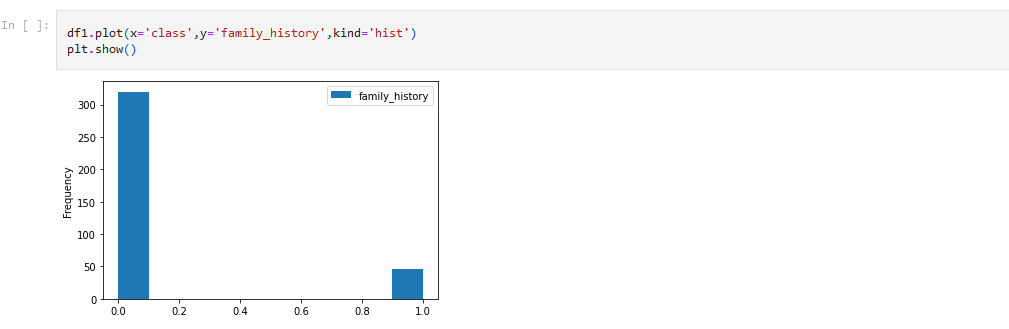 In [ ]:
df1.plot(x='class',y='family_history',kind='hist')
plt.show()
family_history
Frequency
300
250
200
150
100
50
0
0.0 0.2 0.4 0.6 0.8 1.0